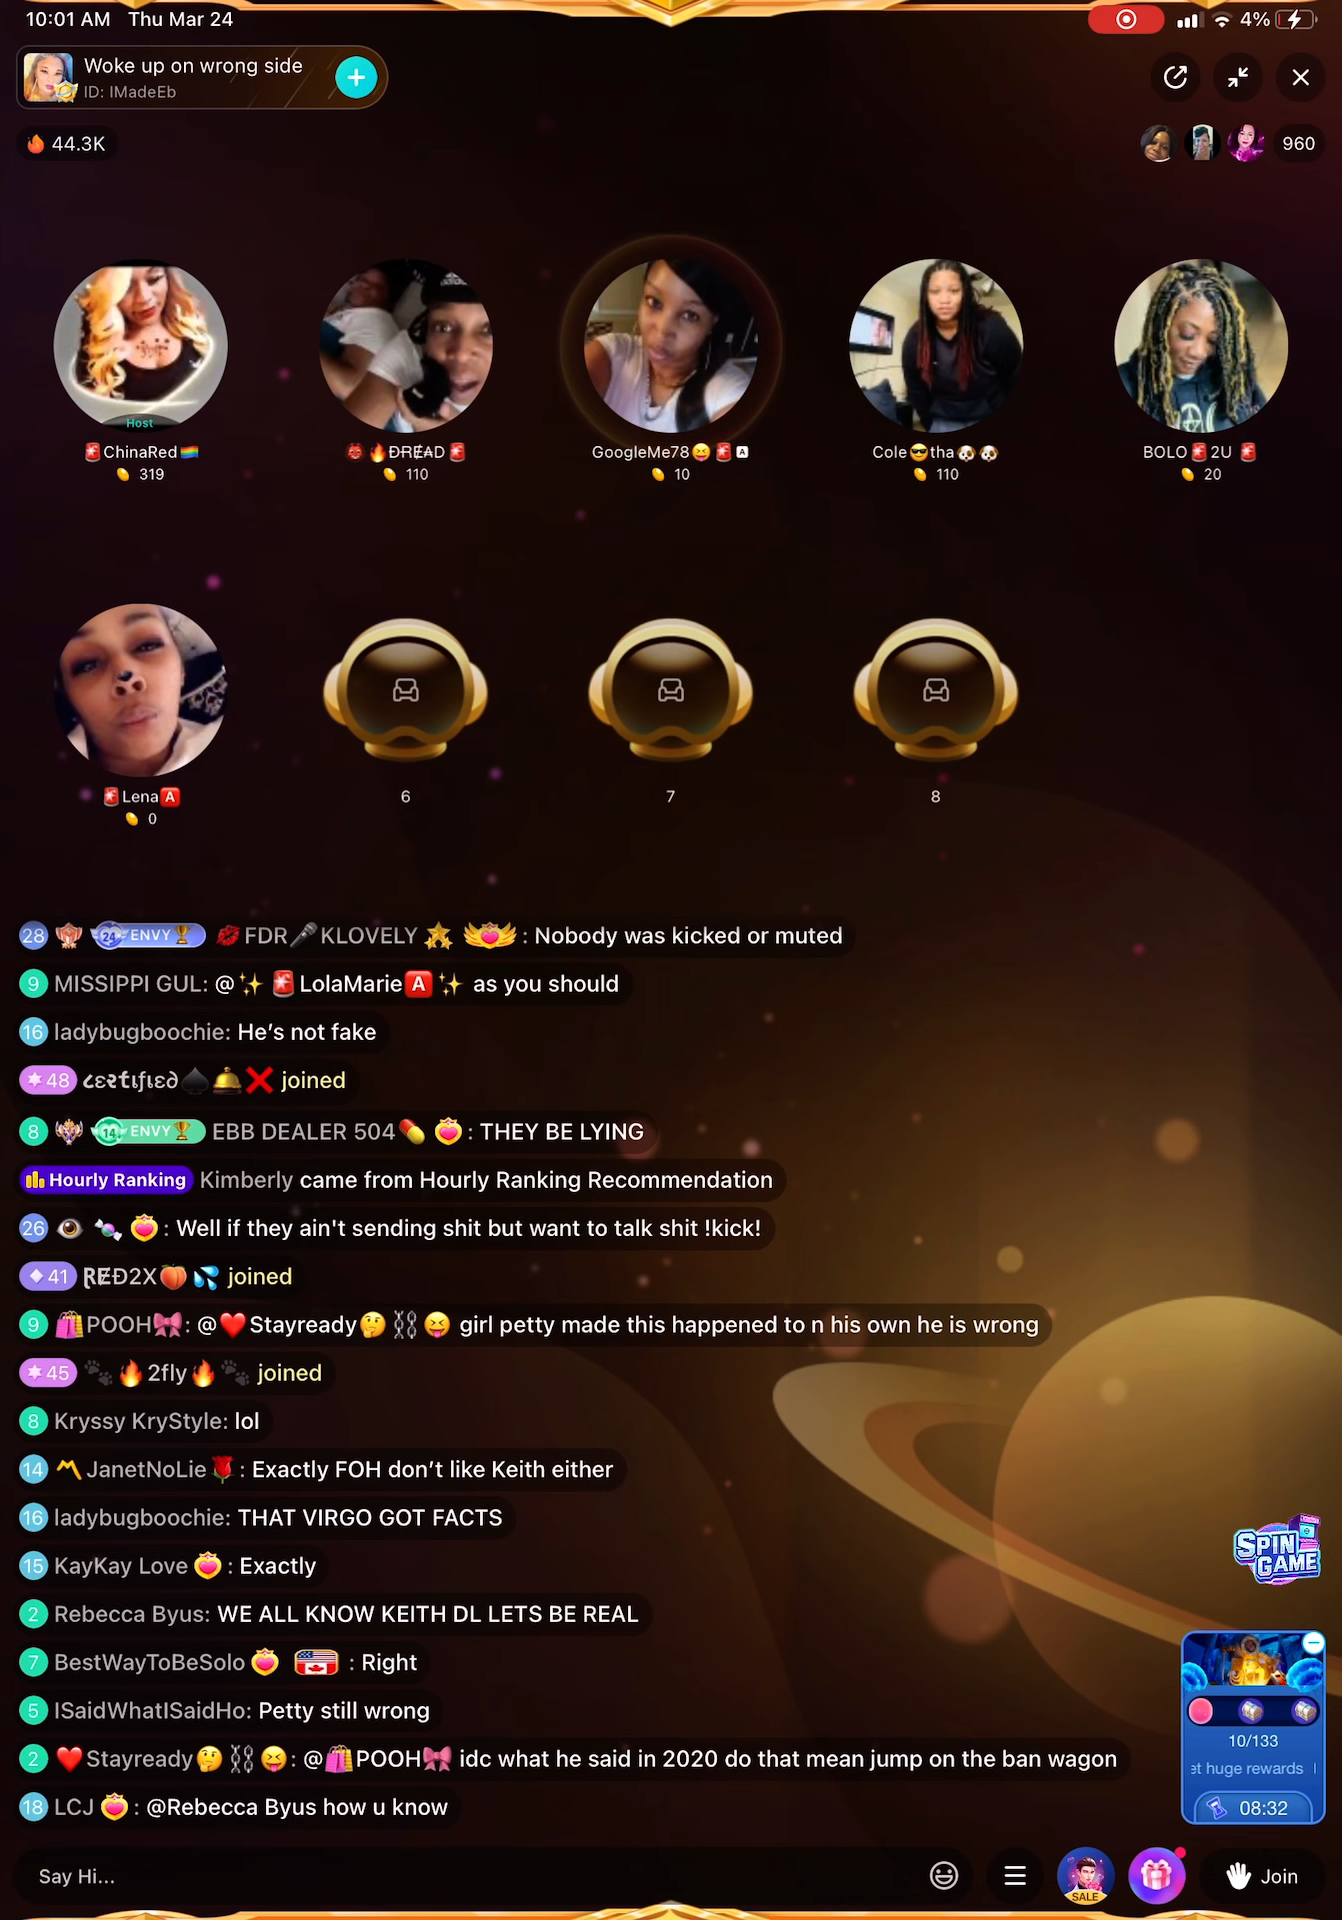 10:01 AM Thu Mar 24
4%
Woke up on wrong side
ID: IMadeEb
44.3K
960
Host
🚨ChinaRed🏳️‍🌈
319
👹🔥DREAD🚨
110
GoogleMe78😝🚨🅰
10
Cole😎tha🐶🐶
110
BOLO🚨2U🚨
20
🚨Lena🅰️
0
6
7
8
28 24 ENVY🏆 💋FDR🎤KLOVELY⭐ : Nobody was kicked or muted
9 MISSIPPI GUL: @✨🚨LolaMarie🅰️✨ as you should
16 ladybugboochie: He’s not fake
48 ᏝɛཞꞇıʄıɛԀ♠️🛎️❌ joined
8 14 ENVY🏆 EBB DEALER 504💊 : THEY BE LYING
Hourly Ranking Kimberly came from Hourly Ranking Recommendation
26 👁️ 🍬 : Well if they ain't sending shit but want to talk shit !kick!
41 RED2X🍑💦 joined
9 🛍️POOH🎀: @❤️Stayready🤔⛓️😝 girl petty made this happened to n his own he is wrong
45 🐾🔥2fly🔥🐾 joined
8 Kryssy KryStyle: lol
14 〽️JanetNoLie🌹: Exactly FOH don’t like Keith either
16 ladybugboochie: THAT VIRGO GOT FACTS
15 KayKay Love : Exactly
2 Rebecca Byus: WE ALL KNOW KEITH DL LETS BE REAL
7 BestWayToBeSolo : Right
5 ISaidWhatISaidHo: Petty still wrong
2 ❤️Stayready🤔⛓️😝: @🛍️POOH🎀 idc what he said in 2020 do that mean jump on the ban wagon
18 LCJ : @Rebecca Byus how u know
SPIN GAME
10/133
et huge rewards
08:32
Say Hi...
SALE
Join